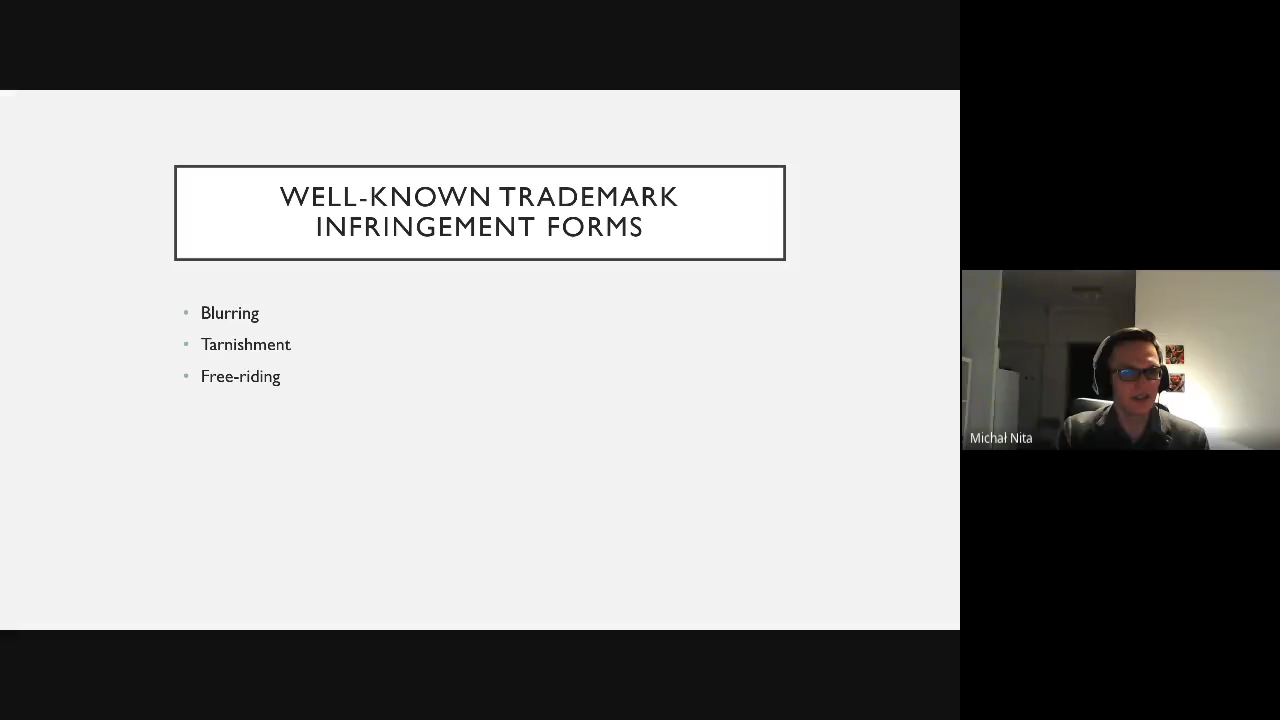 WELL-KNOWN TRADEMARK
INFRINGEMENT FORMS
• Blurring
• Tarnishment
• Free-riding
Michał Nita